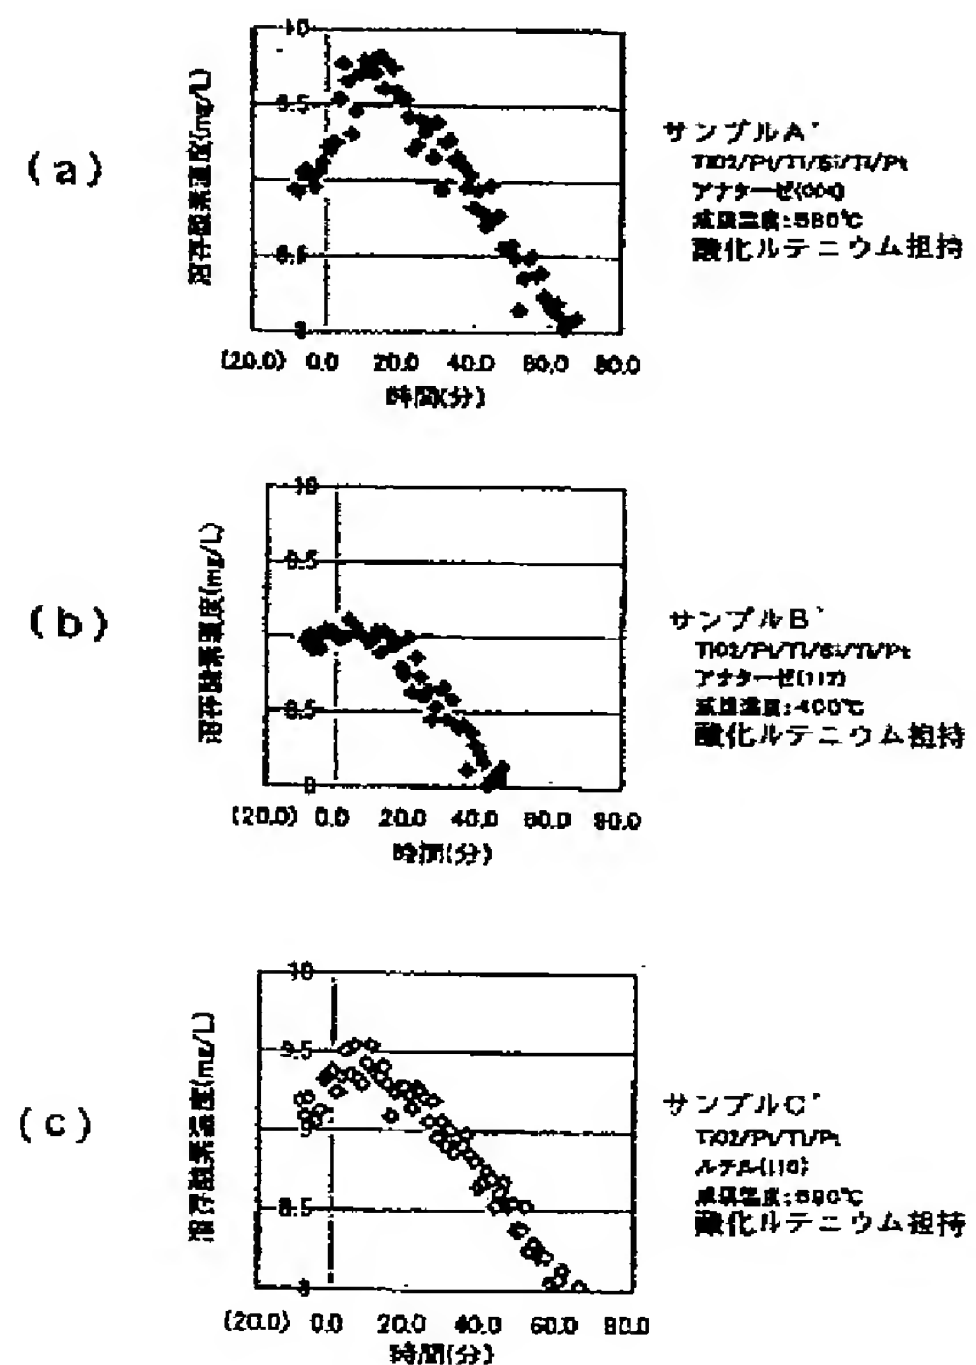 (a)
10
9.5
9
8.5
8
溶存酸素濃度(mg/L)
(20.0) 0.0 20.0 40.0 60.0 80.0
時間(分)
サンプルA'
TiO2/Pt/Ti/Si/Ti/Pt
アナターゼ(004)
成膜温度:580℃
酸化ルテニウム担持
(b)
10
9.5
8.5
8
溶存酸素濃度(mg/L)
(20.0) 0.0 20.0 40.0 60.0 80.0
時間(分)
サンプルB'
TiO2/Pt/Ti/Si/Ti/Pt
アナターゼ(112)
成膜温度:400℃
酸化ルテニウム担持
(c)
10
9.5
9
8.5
8
溶存酸素濃度(mg/L)
(20.0) 0.0 20.0 40.0 60.0 80.0
時間(分)
サンプルC'
TiO2/Pt/Ti/Pt
ルチル(110)
酸化ルテニウム担持